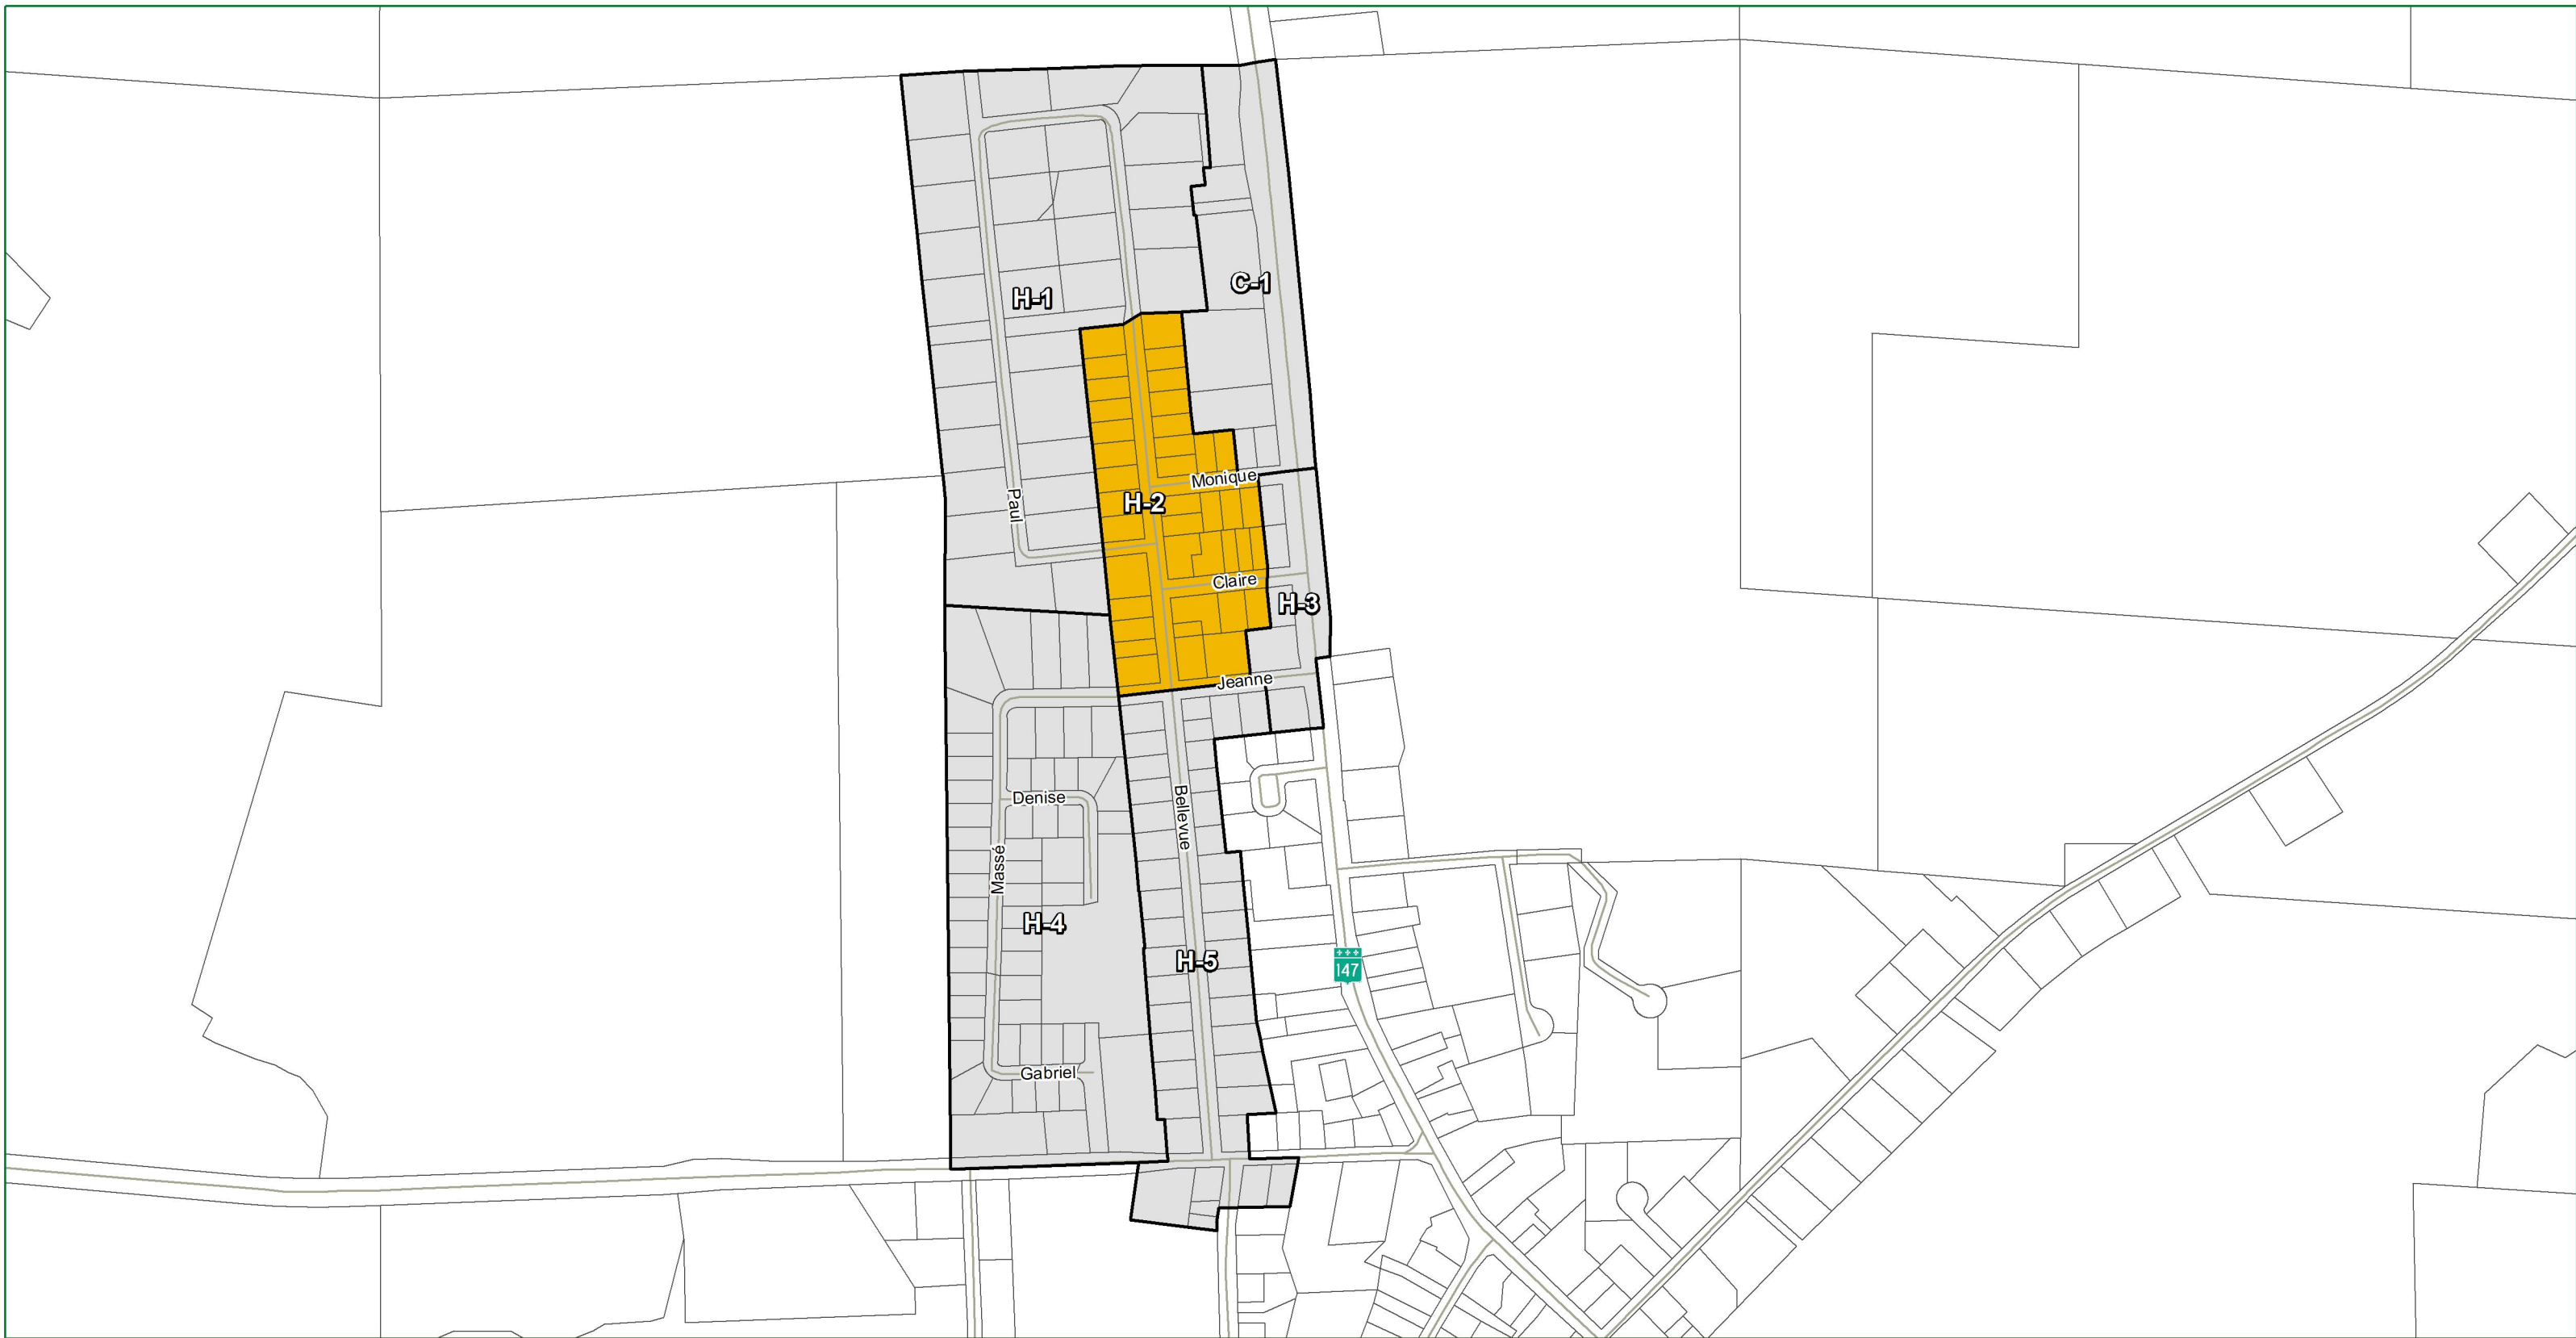 C-1
H-1
Monique
H-2
Paul
Claire
H-3
Jeanne
Denise
Bellevue
Massé
H-4
H-5
147
Gabriel